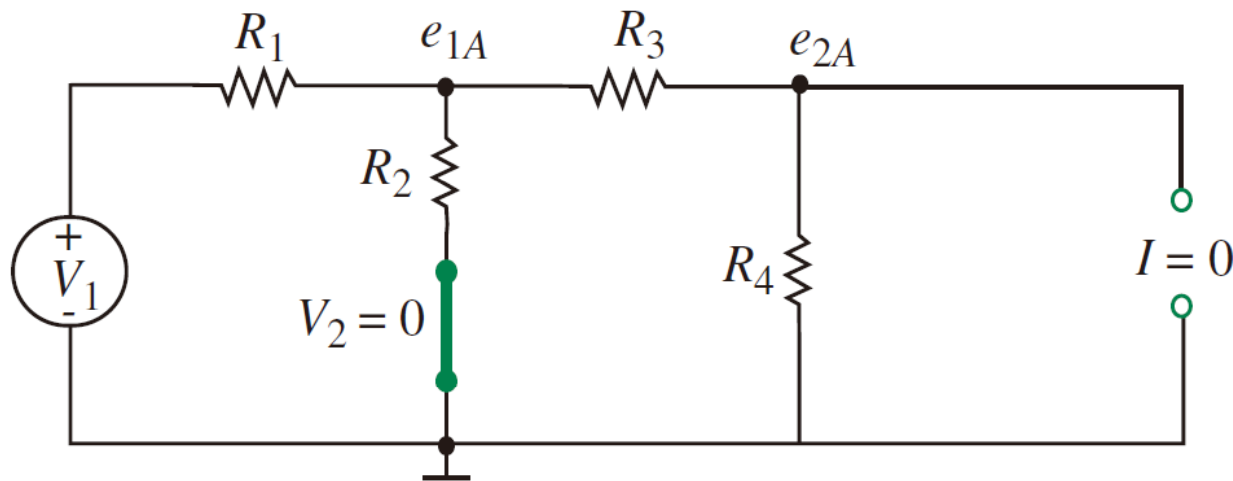 R1
e1A
R3
e2A
R2
+
V1
-
R4
I = 0
V2 = 0